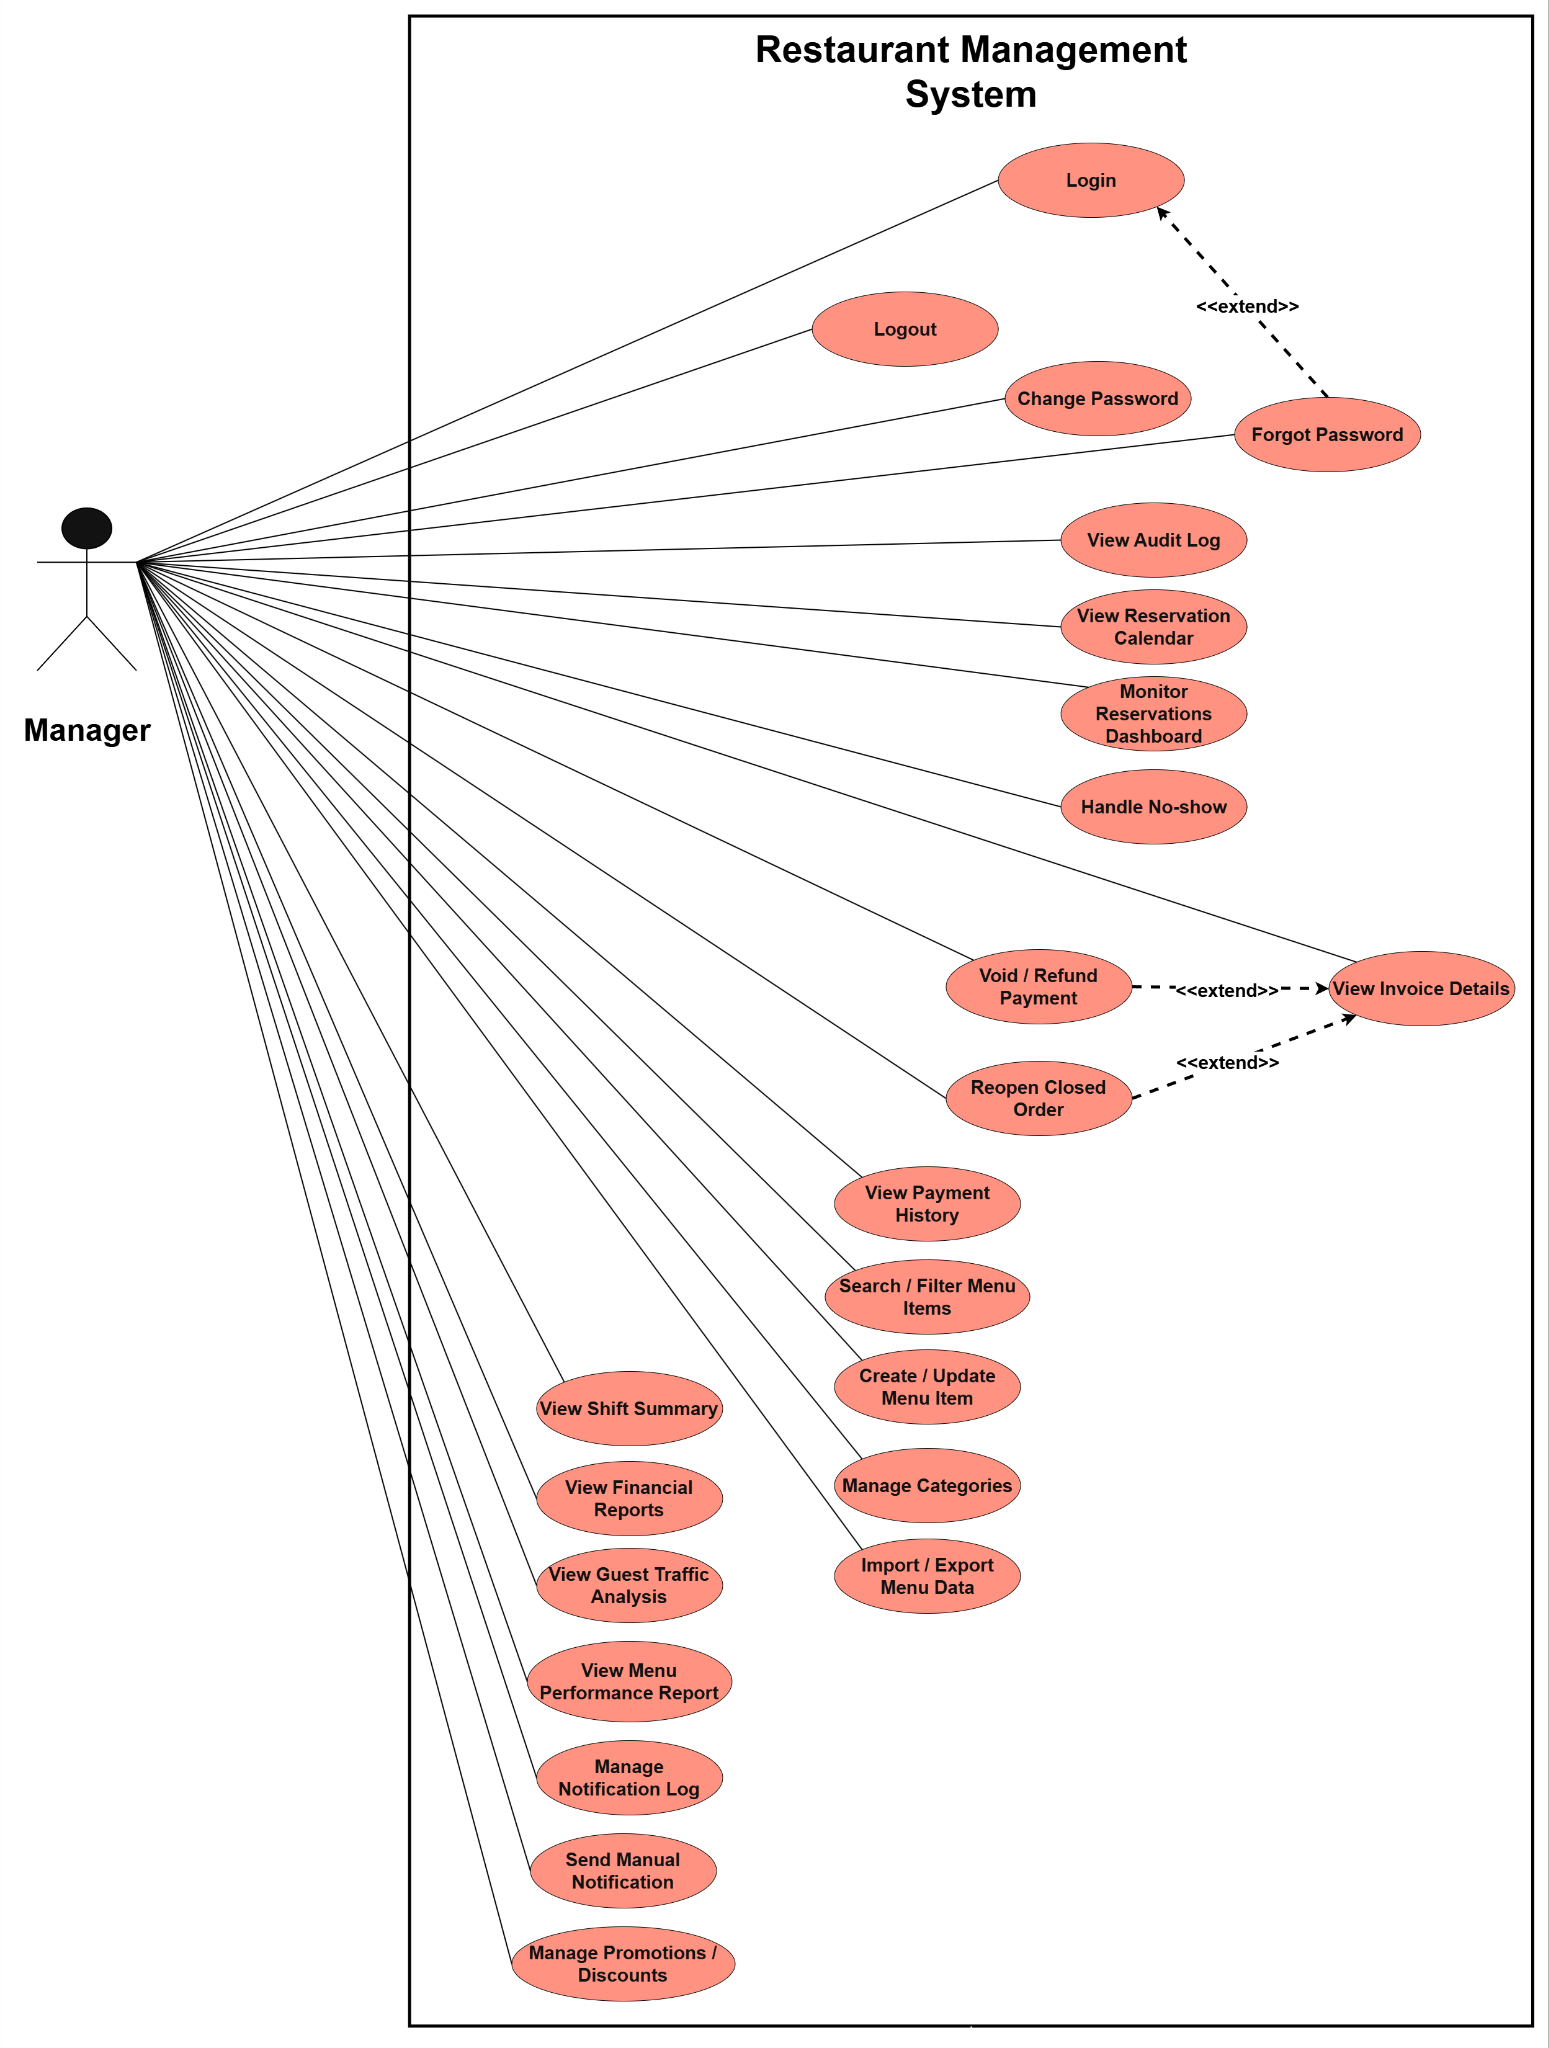 Restaurant Management
System
Login
<<extend>>
Logout
Change Password
Forgot Password
View Audit Log
View Reservation
Calendar
Monitor
Reservations
Dashboard
Manager
Handle No-show
Void / Refund
Payment
<<extend>>
View Invoice Details
<<extend>>
Reopen Closed
Order
View Payment
History
Search / Filter Menu
Items
Create / Update
Menu Item
View Shift Summary
Manage Categories
View Financial
Reports
Import / Export
Menu Data
View Guest Traffic
Analysis
View Menu
Performance Report
Manage
Notification Log
Send Manual
Notification
Manage Promotions /
Discounts